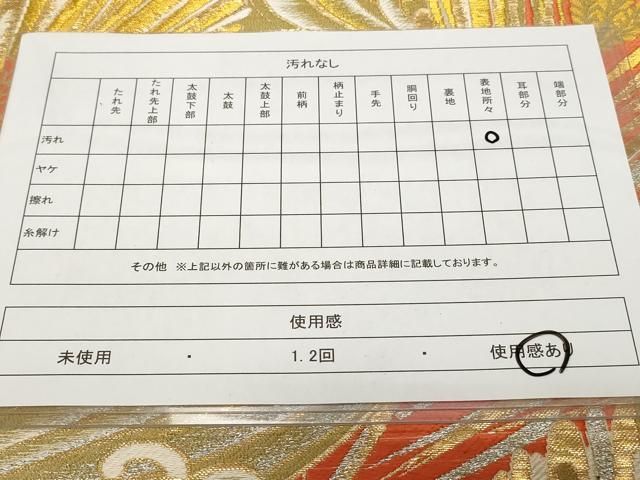 汚れなし
たれ先 たれ先上部 太鼓下部 太鼓 太鼓上部 前柄 柄止まり 手先 胴回り 裏地 表地所々 耳部分 端部分
汚れ ○
ヤケ
擦れ
糸解け
その他 ※上記以外の箇所に難がある場合は商品詳細に記載しております。
使用感
未使用 ・ 1.2回 ・ 使用感あり